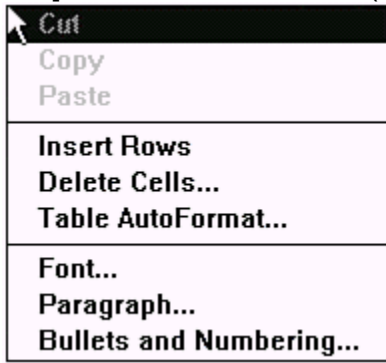 Cut
Copy
Paste
Insert Rows
Delete Cells...
Table AutoFormat...
Font...
Paragraph...
Bullets and Numbering...